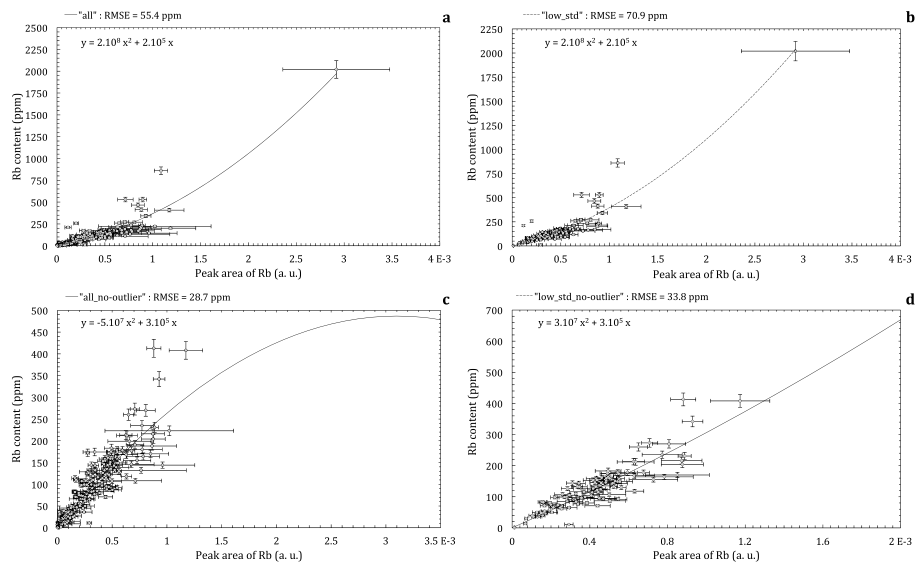 "all" : RMSE = 55.4 ppm
a
y = 2.10⁸ x² + 2.10⁵ x
Rb content (ppm)
2500
2250
2000
1750
1500
1250
1000
750
500
250
0
0 0.5 1 1.5 2 2.5 3 3.5 4 E-3
Peak area of Rb (a. u.)
"low_std" : RMSE = 70.9 ppm
b
y = 2.10⁸ x² + 2.10⁵ x
Rb content (ppm)
2250
2000
1750
1500
1250
1000
750
500
250
0
0 0.5 1 1.5 2 2.5 3 3.5 4 E-3
Peak area of Rb (a. u.)
"all_no-outlier" : RMSE = 28.7 ppm
c
y = -5.10⁷ x² + 3.10⁵ x
Rb content (ppm)
500
450
400
350
300
250
200
150
100
50
0
0 0.5 1 1.5 2 2.5 3 3.5 E-3
Peak area of Rb (a. u.)
"low_std_no-outlier" : RMSE = 33.8 ppm
d
y = 3.10⁷ x² + 3.10⁵ x
Rb content (ppm)
700
600
500
400
300
200
100
0
0 0.4 0.8 1.2 1.6 2 E-3
Peak area of Rb (a. u.)